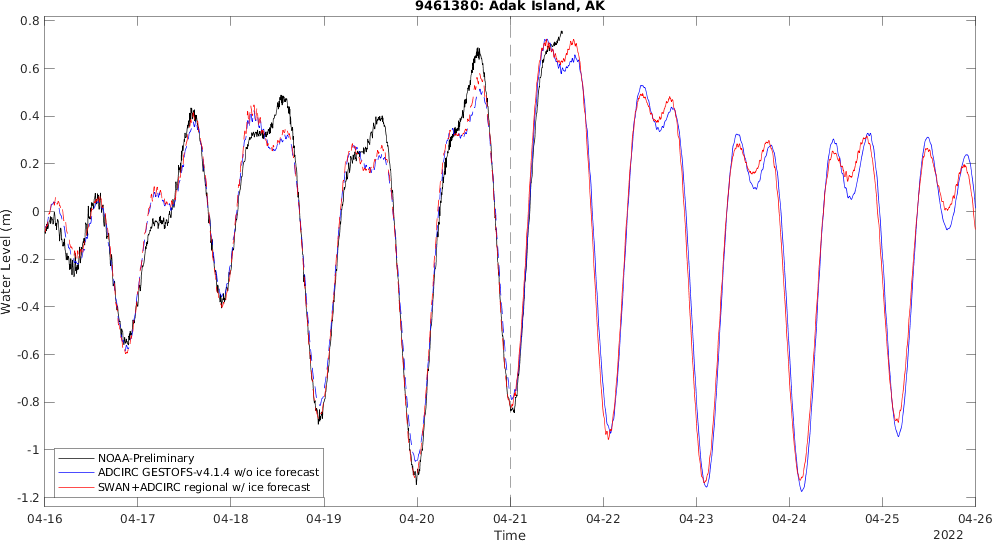 9461380: Adak Island, AK
0.8
0.6
0.4
0.2
0
-0.2
-0.4
-0.6
-0.8
-1
-1.2
Water Level (m)
NOAA-Preliminary
ADCIRC GESTOFS-v4.1.4 w/o ice forecast
SWAN+ADCIRC regional w/ ice forecast
04-16 04-17 04-18 04-19 04-20 04-21 04-22 04-23 04-24 04-25 04-26
Time
2022